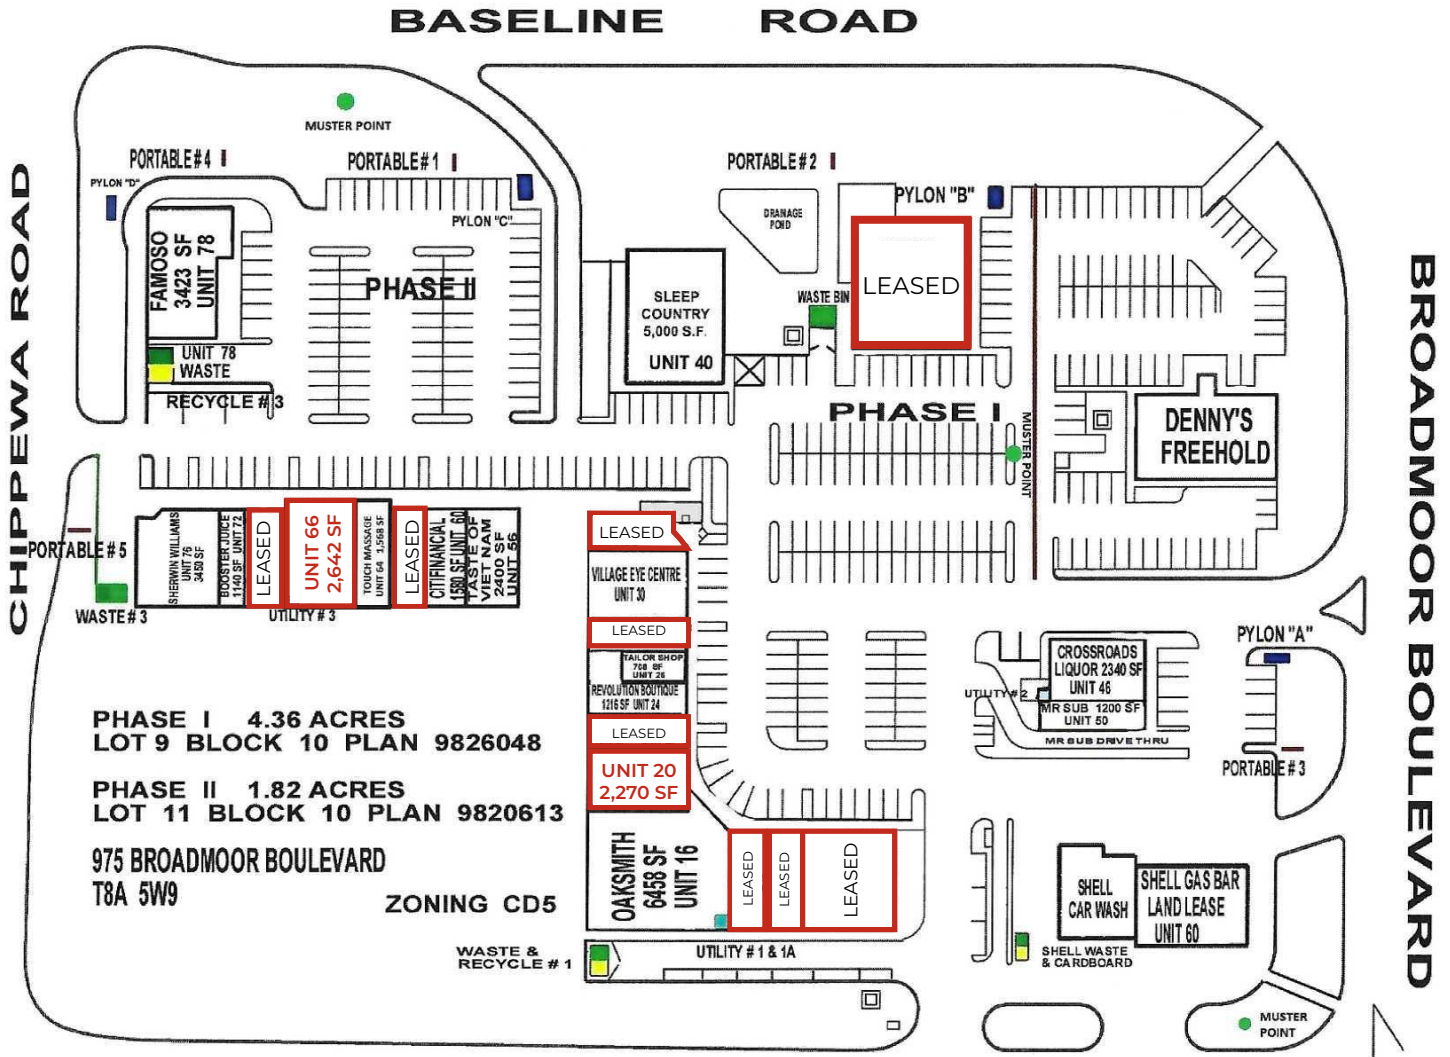 BASELINE ROAD
CHIPPEWA ROAD
BROADMOOR BOULEVARD
MUSTER POINT
PORTABLE # 4
PORTABLE # 1
PORTABLE # 2
PYLON "D"
PYLON "C"
PYLON "B"
DRANAGE
POND
FAMOSO
3423 SF
UNIT 78
PHASE II
SLEEP
COUNTRY
5,000 S.F.
UNIT 40
WASTE BIN
LEASED
UNIT 78
WASTE
RECYCLE # 3
PHASE I
MUSTER POINT
DENNY'S
FREEHOLD
PORTABLE # 5
WASTE # 3
SHERWIN WILLIAMS
UNIT 76
3450 SF
BOOSTER JUICE
1140 SF UNIT 72
LEASED
UNIT 66
2,642 SF
TOUCH MASSAGE
UNIT 64 1,568 SF
LEASED
CITIFINANCIAL
1580 SF UNIT 60
TASTE OF
VIET NAM
2400 SF
UNIT 56
UTILITY # 3
LEASED
VILLAGE EYE CENTRE
UNIT 30
LEASED
TAILOR SHOP
708 SF
UNIT 26
REVOLUTION BOUTIQUE
1216 SF UNIT 24
LEASED
UNIT 20
2,270 SF
OAKSMITH
6458 SF
UNIT 16
LEASED
LEASED
LEASED
CROSSROADS
LIQUOR 2340 SF
UNIT 46
UTILITY # 2
MR SUB 1200 SF
UNIT 50
MR SUB DRIVE THRU
PYLON "A"
PORTABLE # 3
PHASE I 4.36 ACRES
LOT 9 BLOCK 10 PLAN 9826048
PHASE II 1.82 ACRES
LOT 11 BLOCK 10 PLAN 9820613
975 BROADMOOR BOULEVARD
T8A 5W9
ZONING CD5
WASTE &
RECYCLE # 1
UTILITY # 1 & 1A
SHELL
CAR WASH
SHELL GAS BAR
LAND LEASE
UNIT 60
SHELL WASTE
& CARDBOARD
MUSTER
POINT